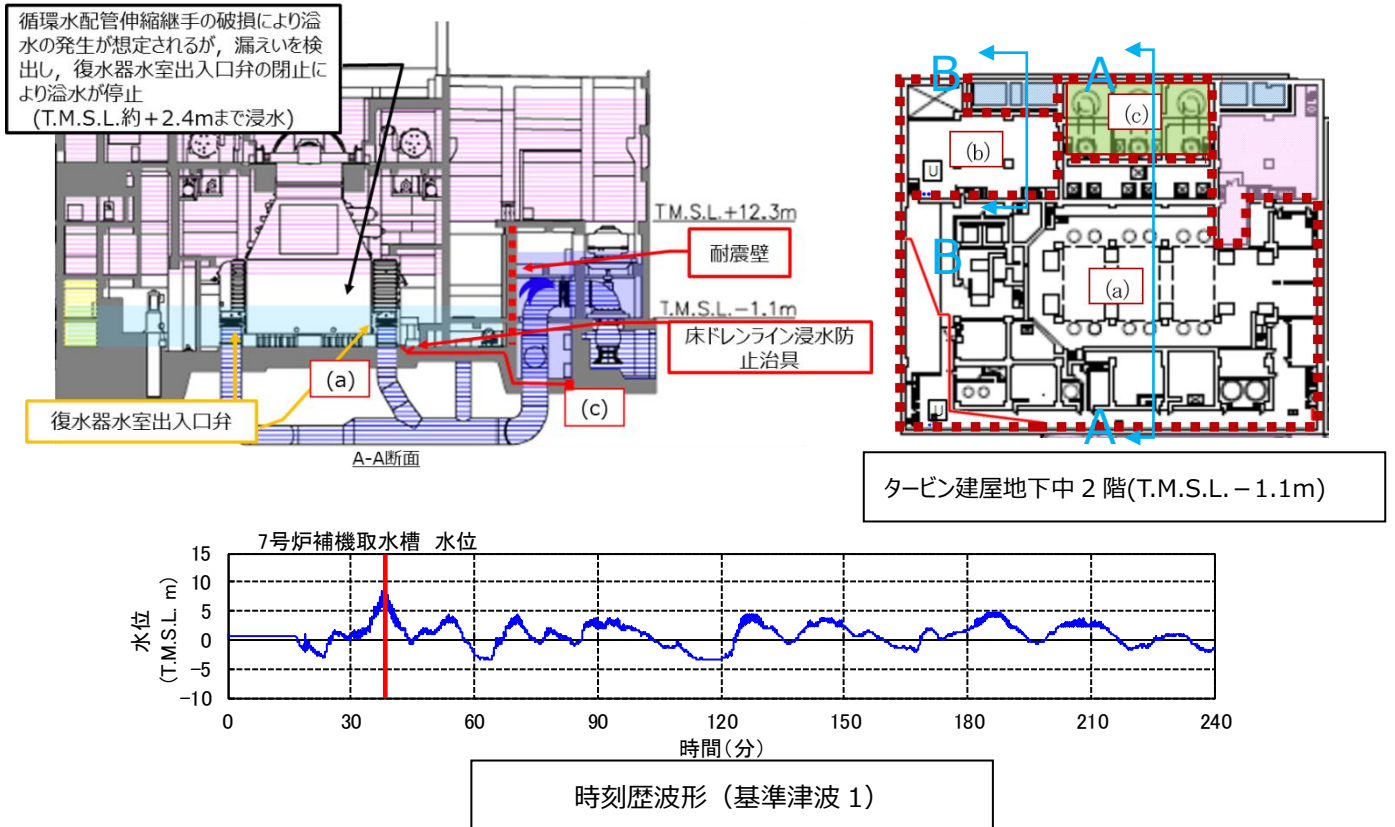 循環水配管伸縮継手の破損により溢
水の発生が想定されるが，漏えいを検
出し，復水器水室出入口弁の閉止に
より溢水が停止
(T.M.S.L.約＋2.4mまで浸水)
T.M.S.L.+12.3m
耐震壁
T.M.S.L.−1.1m
床ドレンライン浸水防
止治具
(a)
(c)
復水器水室出入口弁
A-A断面
B
A
(c)
(b)
U
B
(a)
U
A
タービン建屋地下中 2 階(T.M.S.L.－1.1m)
7号炉補機取水槽 水位
水位
(T.M.S.L. m)
15
10
5
0
−5
−10
0
30
60
90
120
150
180
210
240
時間(分)
時刻歴波形（基準津波 1）